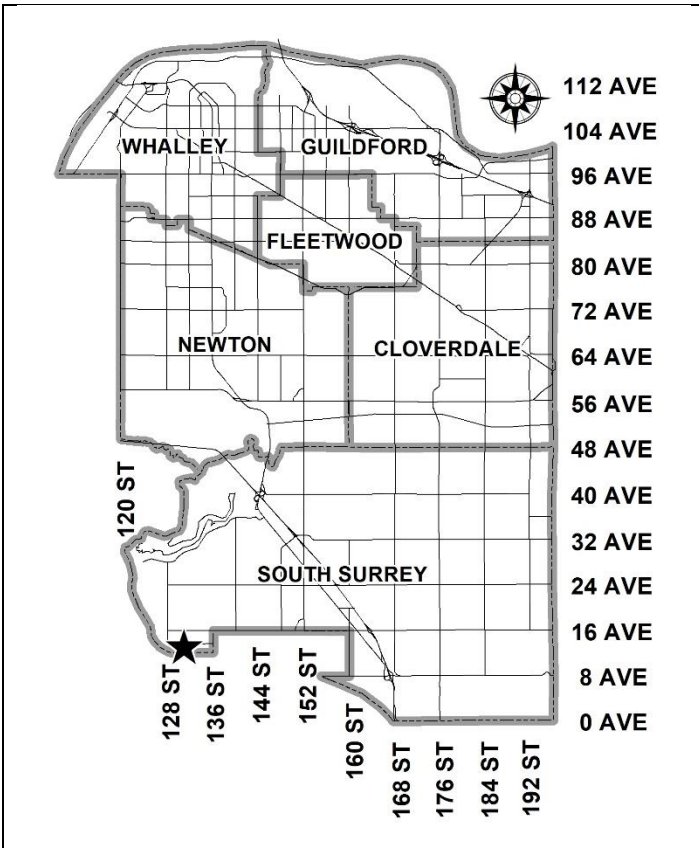 112 AVE
104 AVE
WHALLEY
GUILDFORD
96 AVE
88 AVE
FLEETWOOD
80 AVE
72 AVE
NEWTON
CLOVERDALE
64 AVE
56 AVE
48 AVE
120 ST
40 AVE
32 AVE
SOUTH SURREY
24 AVE
16 AVE
128 ST
136 ST
144 ST
152 ST
8 AVE
160 ST
0 AVE
168 ST
176 ST
184 ST
192 ST